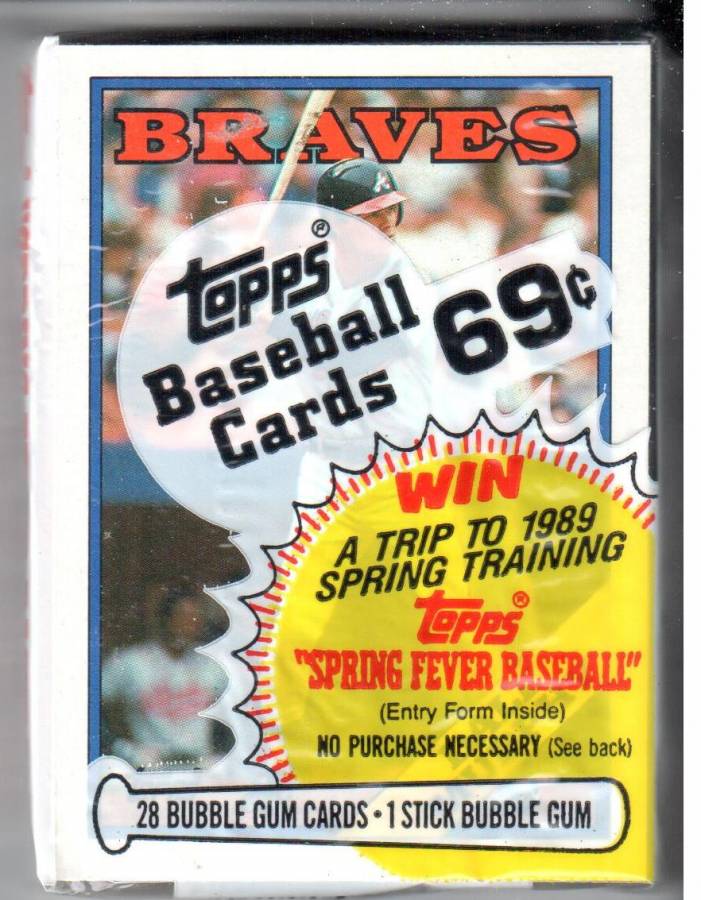 BRAVES
A
Topps®
Baseball
Cards
69¢
WIN
A TRIP TO 1989
SPRING TRAINING
Topps®
"SPRING FEVER BASEBALL"
(Entry Form Inside)
NO PURCHASE NECESSARY (See back)
28 BUBBLE GUM CARDS • 1 STICK BUBBLE GUM